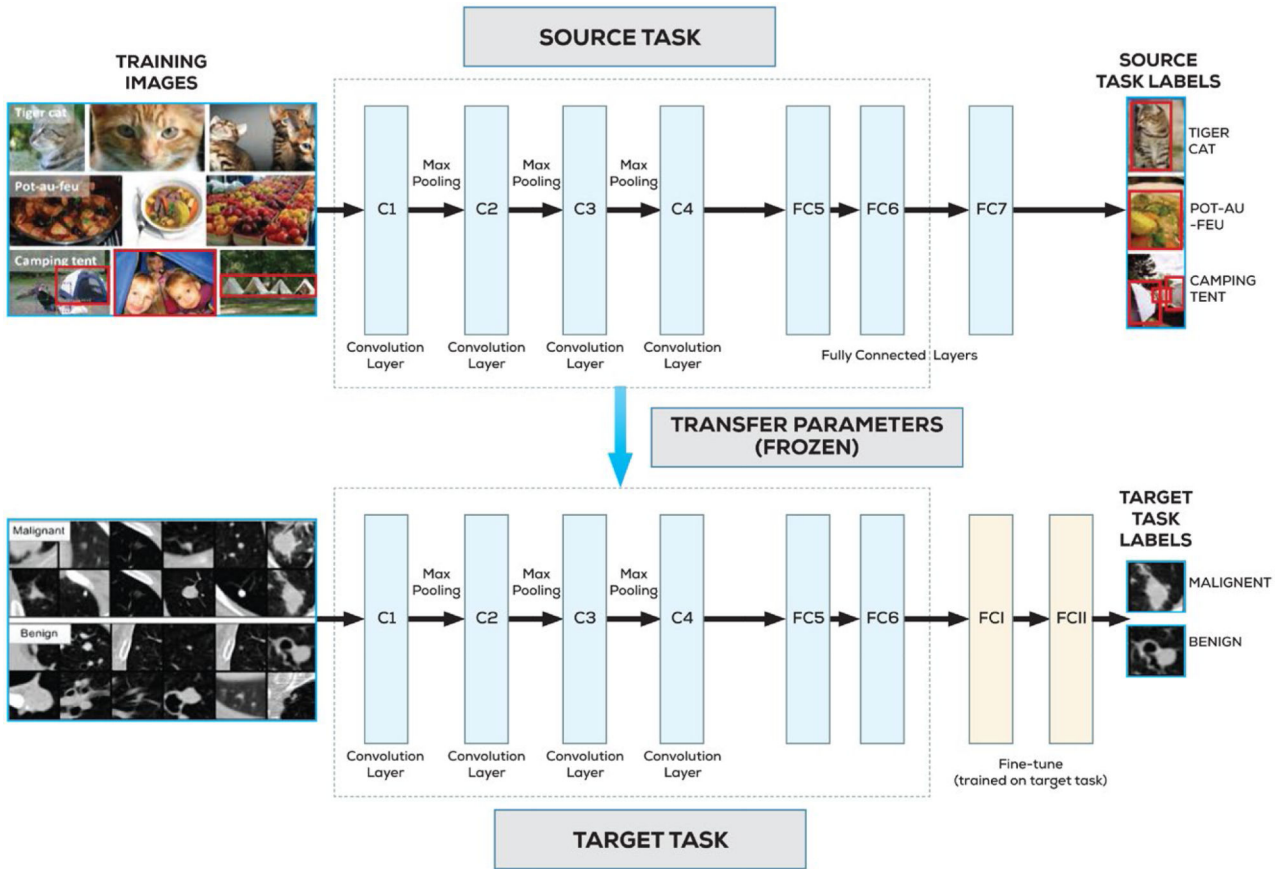 SOURCE TASK
TRAINING
IMAGES
SOURCE
TASK LABELS
Tiger cat
Pot-au-feu
Camping tent
Max
Pooling
Max
Pooling
Max
Pooling
C1
C2
C3
C4
FC5
FC6
FC7
TIGER
CAT
POT-AU
-FEU
CAMPING
TENT
Convolution
Layer
Convolution
Layer
Convolution
Layer
Convolution
Layer
Fully Connected Layers
TRANSFER PARAMETERS
(FROZEN)
TARGET
TASK
LABELS
Malignant
Benign
Max
Pooling
Max
Pooling
Max
Pooling
C1
C2
C3
C4
FC5
FC6
FCI
FCII
MALIGNENT
BENIGN
Convolution
Layer
Convolution
Layer
Convolution
Layer
Convolution
Layer
Fine-tune
(trained on target task)
TARGET TASK